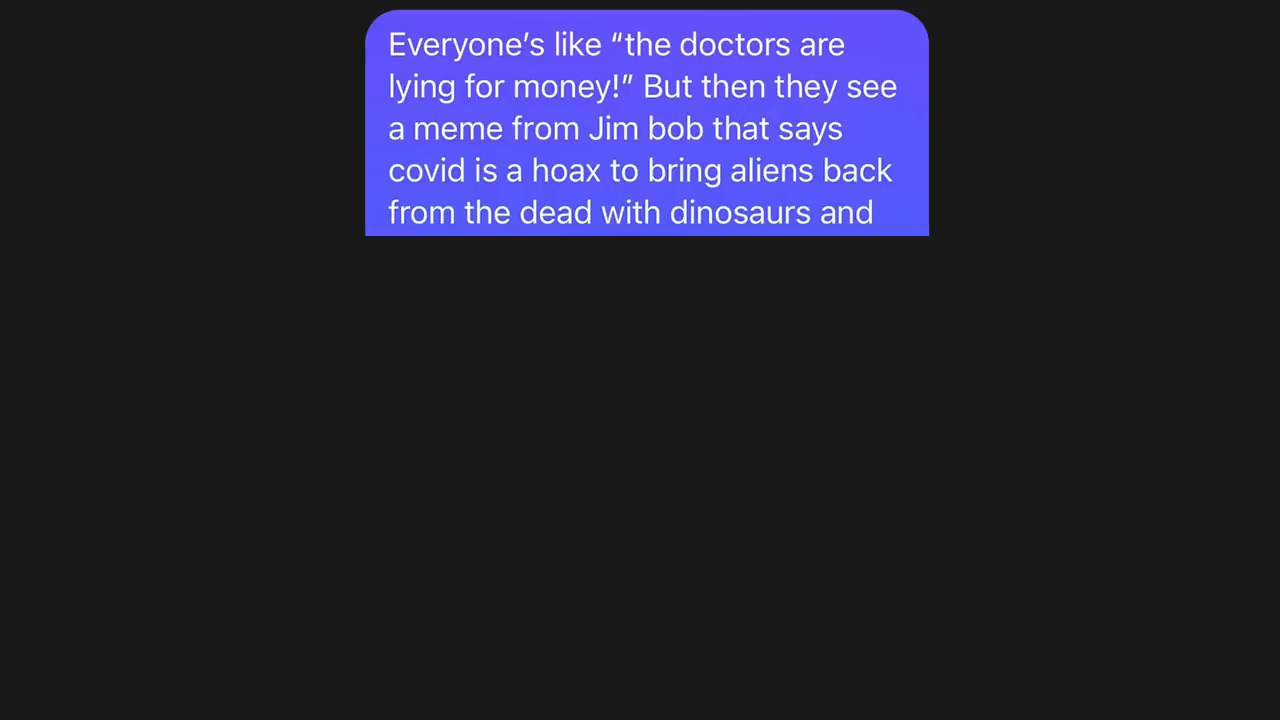 Everyone’s like “the doctors are
lying for money!” But then they see
a meme from Jim bob that says
covid is a hoax to bring aliens back
from the dead with dinosaurs and